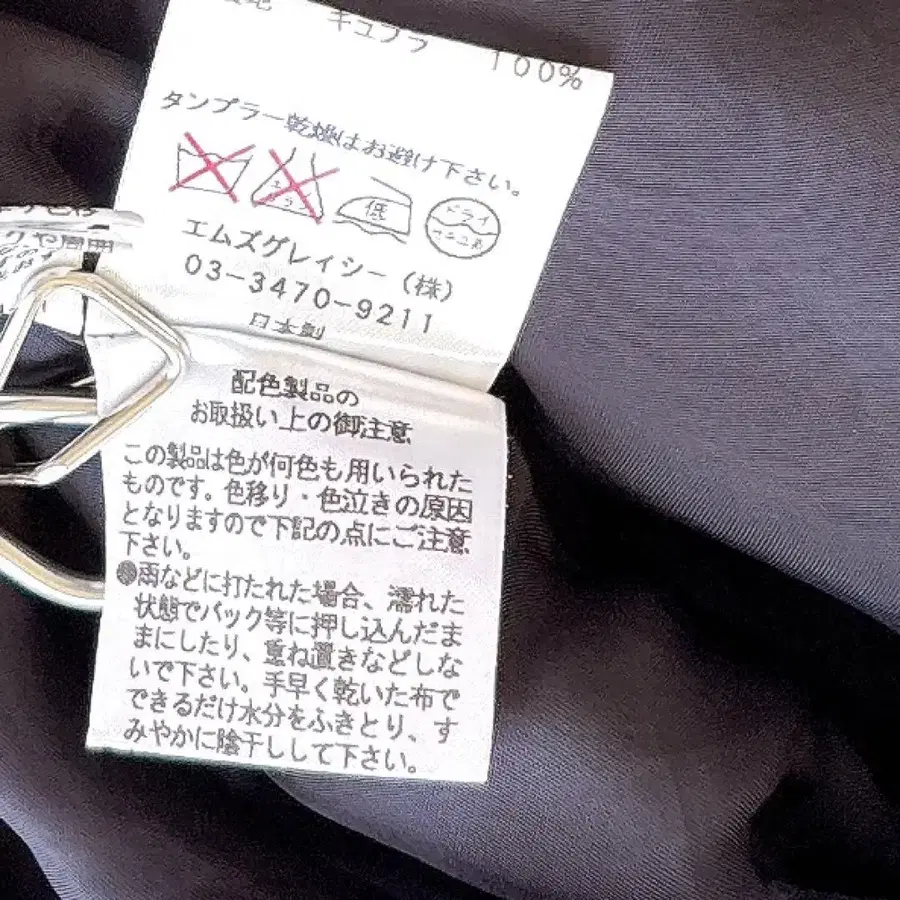 キュプラ 100%
タンブラー乾燥はお避け下さい。
低
ドライ
エムズグレイシー (株)
03-3470-9211
日本製
配色製品の
お取扱い上の御注意
この製品は色が何色も用いられた
ものです。色移り・色泣きの原因
となりますので下記の点にご注意
下さい。
雨などに打たれた場合、濡れた
状態でバック等に押し込んだま
まにしたり、重ね置きなどしな
いで下さい。手早く乾いた布で
できるだけ水分をふきとり、す
みやかに陰干しして下さい。